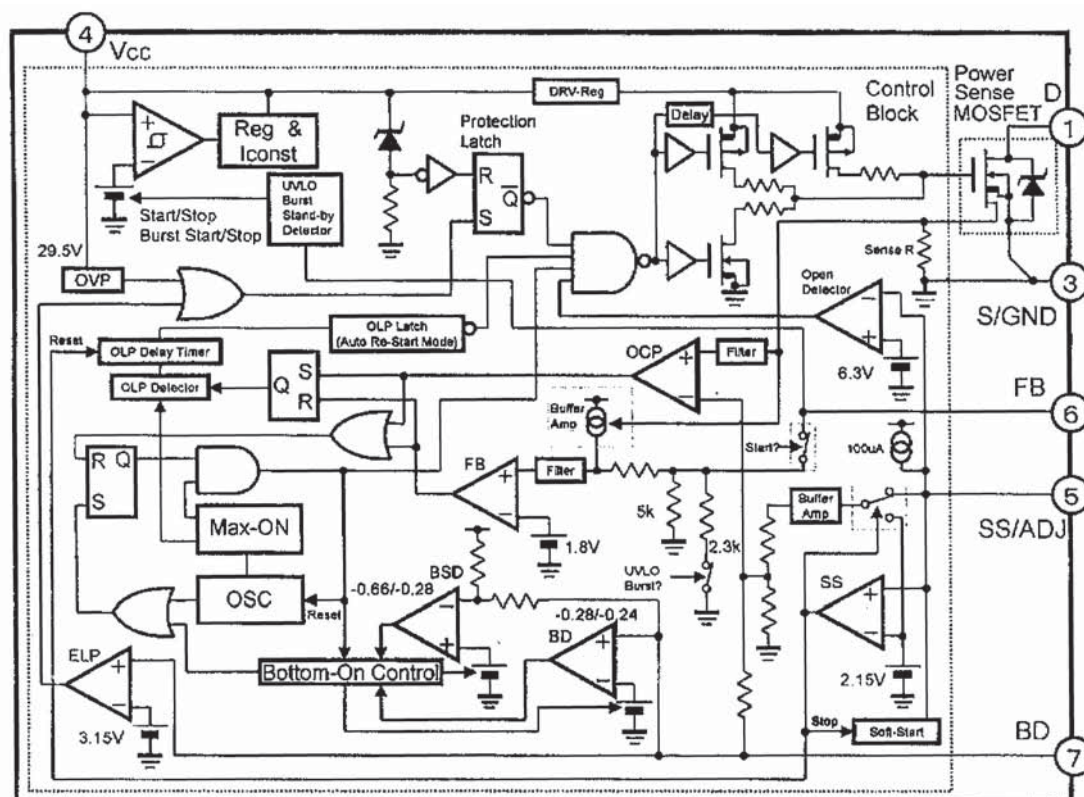 4
Vcc
DRV-Reg
Control
Block
Power
Sense
MOSFET
D
1
Delay
Protection
Latch
+
−
Reg &
Iconst
R
Q
S
UVLO
Burst
Stand-by
Detector
Start/Stop
Burst Start/Stop
29.5V
OVP
Sense R
3
S/GND
Open
Detector
−
+
6.3V
OLP Latch
(Auto Re-Start Mode)
Reset
OLP Delay Timer
OLP Detector
Q
S
R
OCP
+
−
Filter
FB
6
Buffer
Amp
Start?
100uA
R
Q
S
FB
+
−
Filter
5k
Buffer
Amp
5
SS/ADJ
Max-ON
1.8V
2.3k
UVLO
Burst?
OSC
Reset
-0.66/-0.28
BSD
−
+
-0.28/-0.24
BD
+
−
SS
+
−
2.15V
ELP
+
−
3.15V
Bottom-On Control
Stop
Soft-Start
BD
7